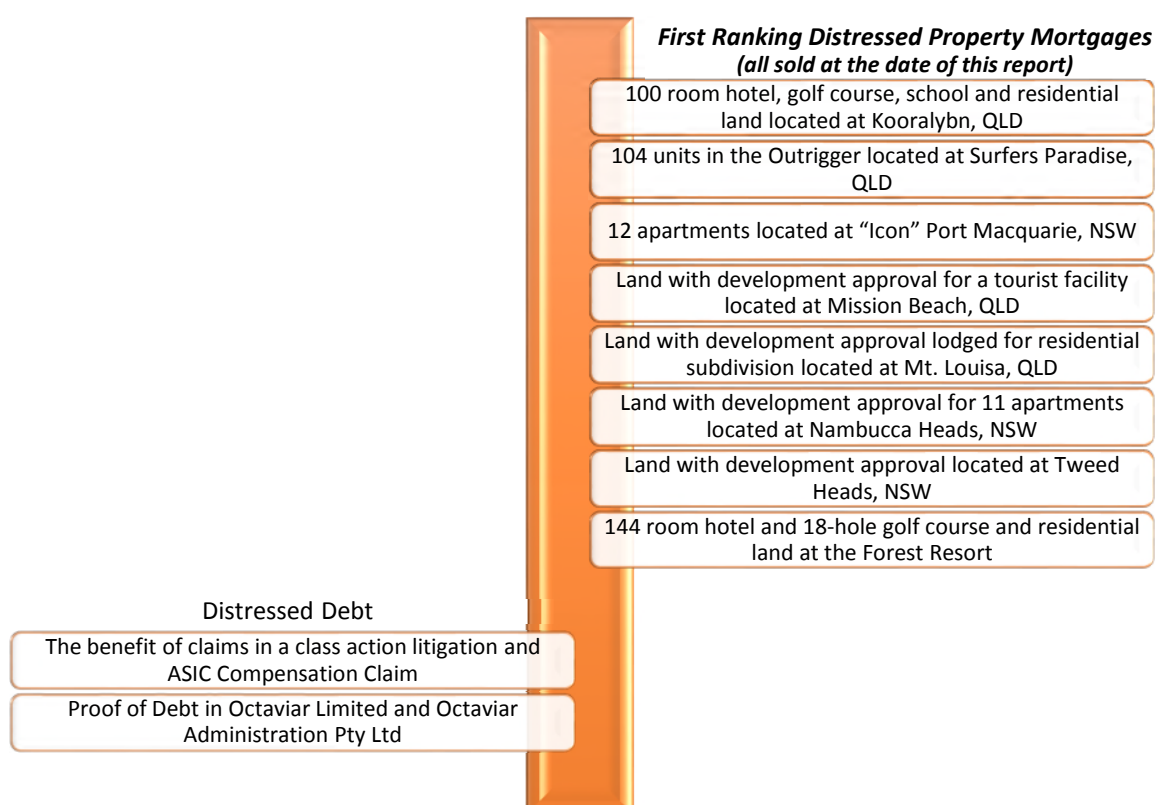 First Ranking Distressed Property Mortgages
(all sold at the date of this report)
100 room hotel, golf course, school and residential
land located at Kooralybn, QLD
104 units in the Outrigger located at Surfers Paradise,
QLD
12 apartments located at “Icon” Port Macquarie, NSW
Land with development approval for a tourist facility
located at Mission Beach, QLD
Land with development approval lodged for residential
subdivision located at Mt. Louisa, QLD
Land with development approval for 11 apartments
located at Nambucca Heads, NSW
Land with development approval located at Tweed
Heads, NSW
144 room hotel and 18-hole golf course and residential
land at the Forest Resort
Distressed Debt
The benefit of claims in a class action litigation and
ASIC Compensation Claim
Proof of Debt in Octaviar Limited and Octaviar
Administration Pty Ltd